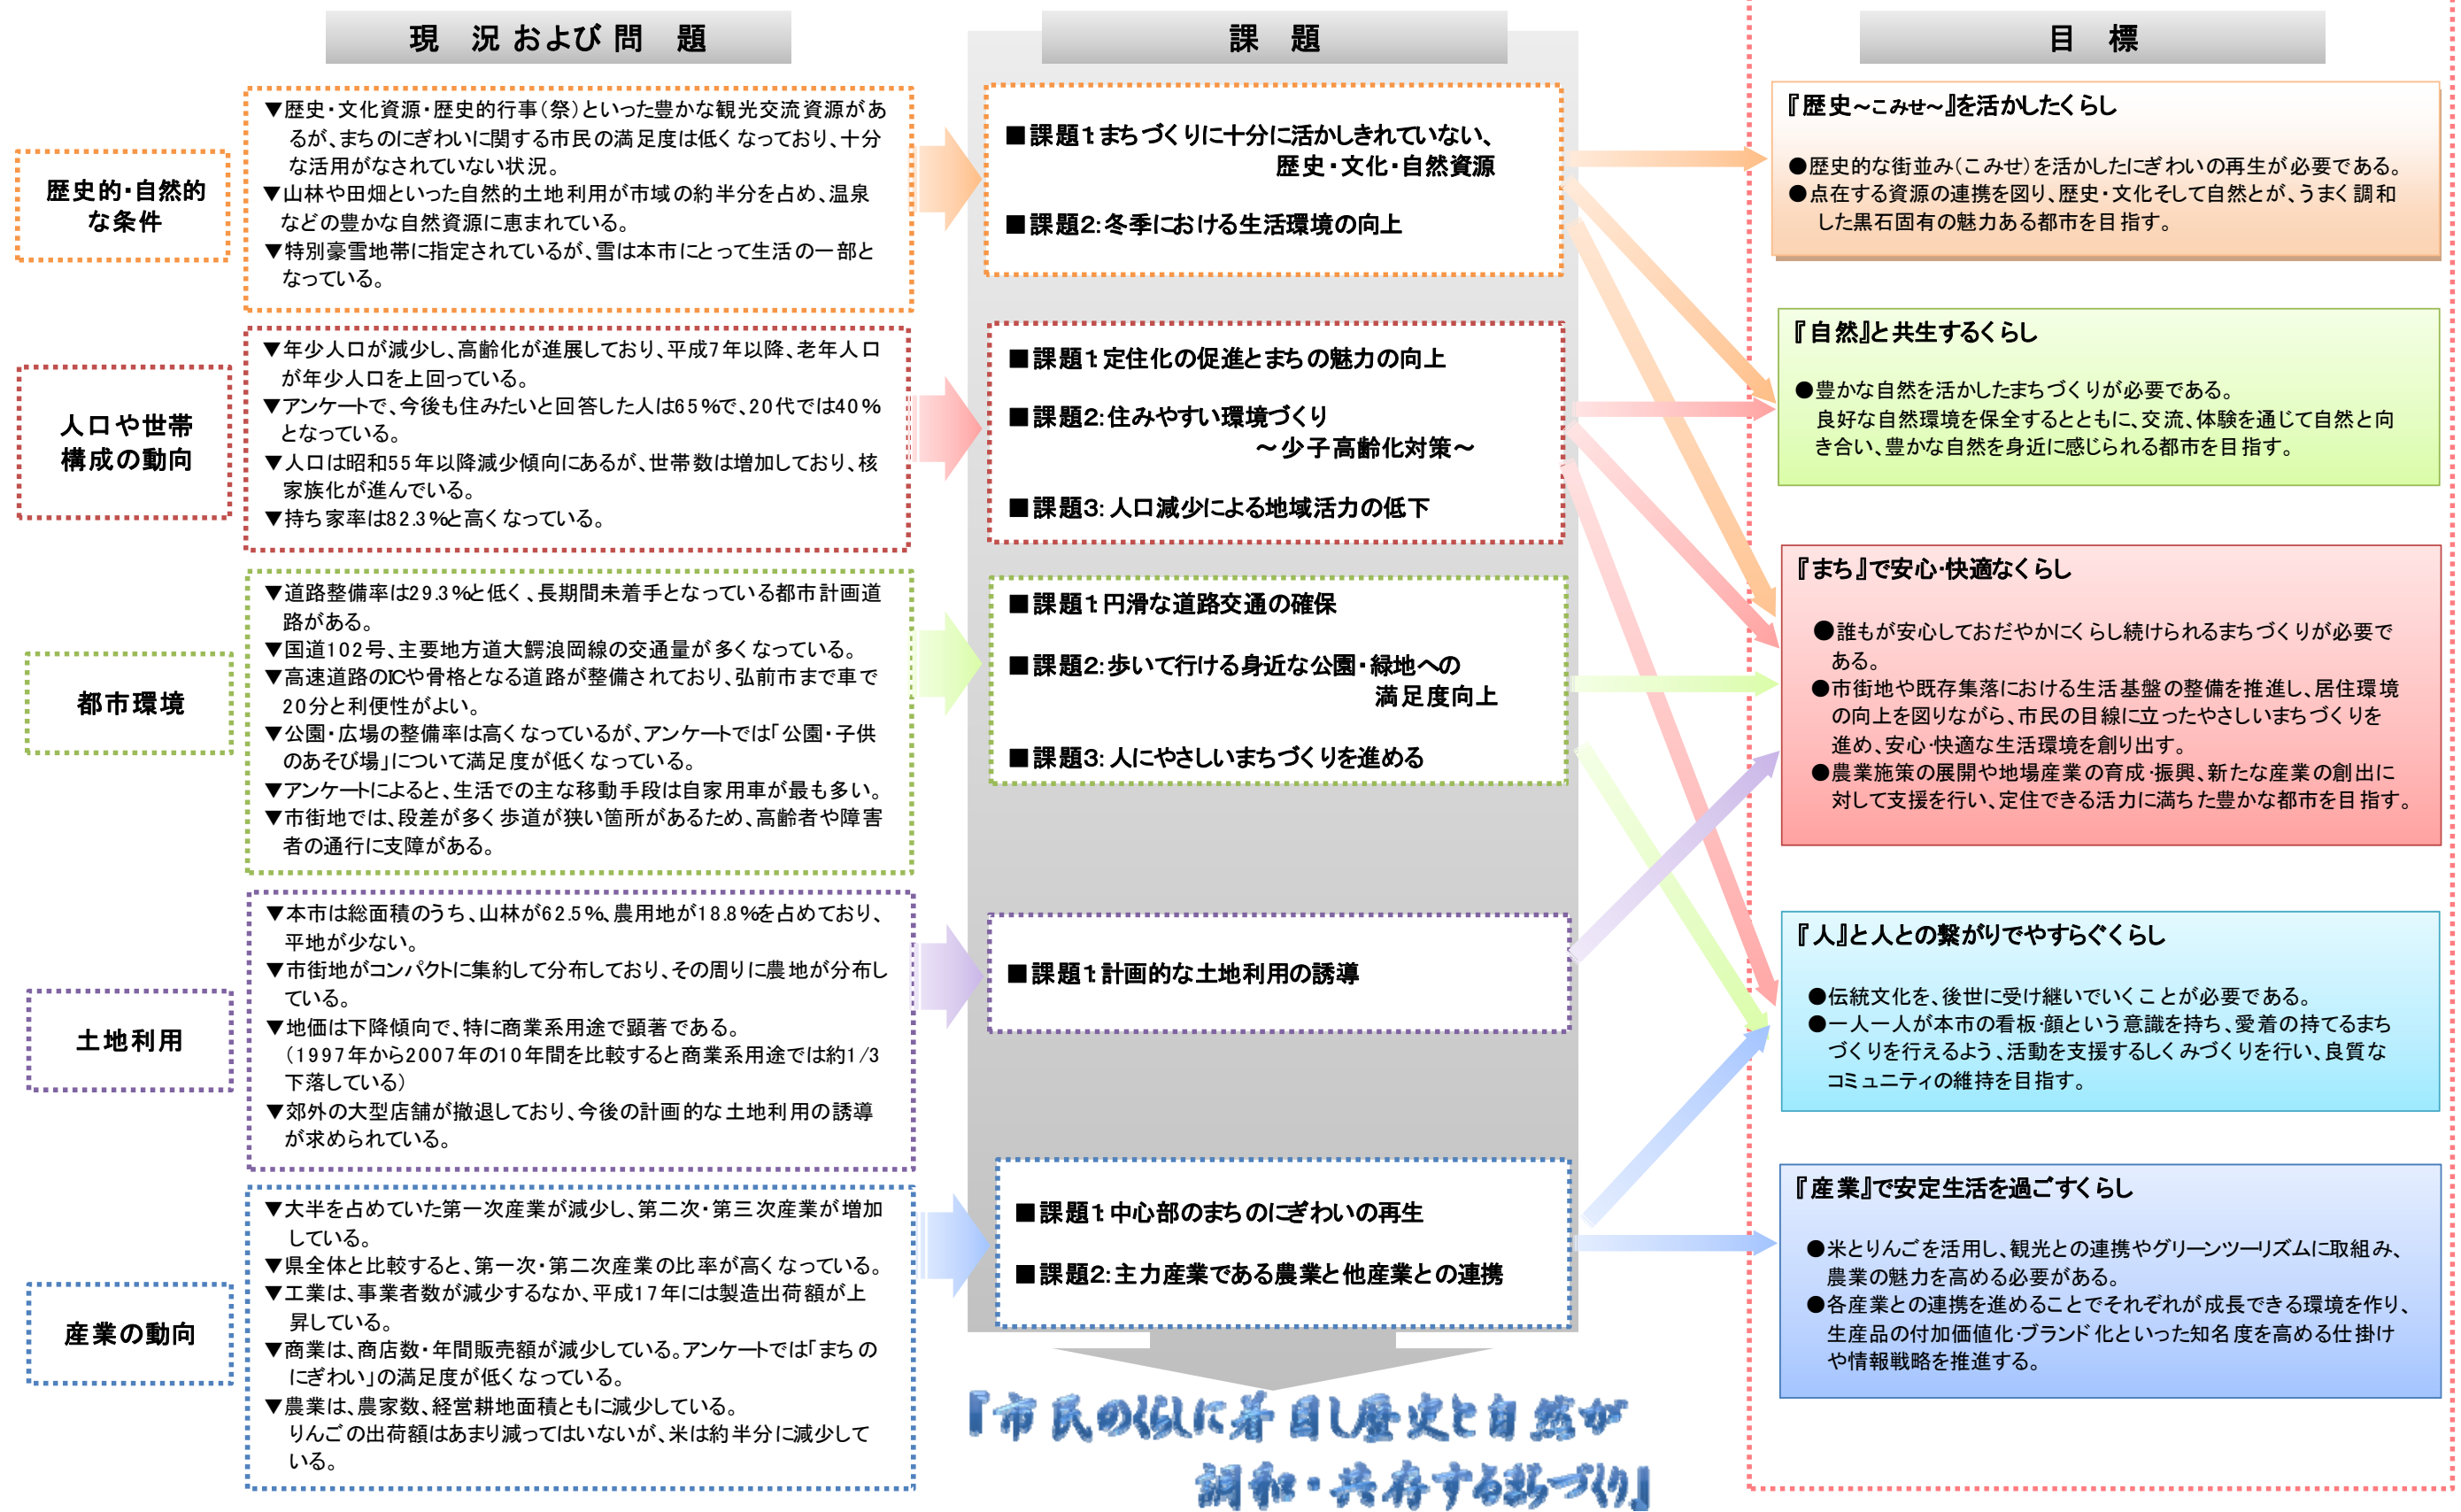 現 況 および 問 題
課 題
目 標
歴史的・自然的
な条件
▼歴史・文化資源・歴史的行事（祭）といった豊かな観光交流資源があ
るが、まちのにぎわいに関する市民の満足度は低くなっており、十分
な活用がなされていない状況。
▼山林や田畑といった自然的土地利用が市域の約半分を占め、温泉
などの豊かな自然資源に恵まれている。
▼特別豪雪地帯に指定されているが、雪は本市にとって生活の一部と
なっている。
■課題1:まちづくりに十分に活かしきれていない、
歴史・文化・自然資源
■課題2:冬季における生活環境の向上
『歴史～こみせ～』を活かしたくらし
●歴史的な街並み（こみせ）を活かしたにぎわいの再生が必要である。
●点在する資源の連携を図り、歴史・文化そして自然とが、うまく調和
した黒石固有の魅力ある都市を目指す。
人口や世帯
構成の動向
▼年少人口が減少し、高齢化が進展しており、平成7年以降、老年人口
が年少人口を上回っている。
▼アンケートで、今後も住みたいと回答した人は65%で、20代では40%
となっている。
▼人口は昭和55年以降減少傾向にあるが、世帯数は増加しており、核
家族化が進んでいる。
▼持ち家率は82.3%と高くなっている。
■課題1:定住化の促進とまちの魅力の向上
■課題2:住みやすい環境づくり
～少子高齢化対策～
■課題3:人口減少による地域活力の低下
『自然』と共生するくらし
●豊かな自然を活かしたまちづくりが必要である。
良好な自然環境を保全するとともに、交流、体験を通じて自然と向
き合い、豊かな自然を身近に感じられる都市を目指す。
都市環境
▼道路整備率は29.3%と低く、長期間未着手となっている都市計画道
路がある。
▼国道102号、主要地方道大鰐浪岡線の交通量が多くなっている。
▼高速道路のICや骨格となる道路が整備されており、弘前市まで車で
20分と利便性がよい。
▼公園・広場の整備率は高くなっているが、アンケートでは「公園・子供
のあそび場」について満足度が低くなっている。
▼アンケートによると、生活での主な移動手段は自家用車が最も多い。
▼市街地では、段差が多く歩道が狭い箇所があるため、高齢者や障害
者の通行に支障がある。
■課題1:円滑な道路交通の確保
■課題2:歩いて行ける身近な公園・緑地への
満足度向上
■課題3:人にやさしいまちづくりを進める
『まち』で安心・快適なくらし
●誰もが安心しておだやかにくらし続けられるまちづくりが必要で
ある。
●市街地や既存集落における生活基盤の整備を推進し、居住環境
の向上を図りながら、市民の目線に立ったやさしいまちづくりを
進め、安心・快適な生活環境を創り出す。
●農業施策の展開や地場産業の育成・振興、新たな産業の創出に
対して支援を行い、定住できる活力に満ちた豊かな都市を目指す。
土地利用
▼本市は総面積のうち、山林が62.5%、農用地が18.8%を占めており、
平地が少ない。
▼市街地がコンパクトに集約して分布しており、その周りに農地が分布し
ている。
▼地価は下降傾向で、特に商業系用途で顕著である。
（1997年から2007年の10年間を比較すると商業系用途では約1/3
下落している）
▼郊外の大型店舗が撤退しており、今後の計画的な土地利用の誘導
が求められている。
■課題1:計画的な土地利用の誘導
『人』と人との繋がりでやすらぐくらし
●伝統文化を、後世に受け継いでいくことが必要である。
●一人一人が本市の看板・顔という意識を持ち、愛着の持てるまち
づくりを行えるよう、活動を支援するしくみづくりを行い、良質な
コミュニティの維持を目指す。
産業の動向
▼大半を占めていた第一次産業が減少し、第二次・第三次産業が増加
している。
▼県全体と比較すると、第一次・第二次産業の比率が高くなっている。
▼工業は、事業者数が減少するなか、平成17年には製造出荷額が上
昇している。
▼商業は、商店数・年間販売額が減少している。アンケートでは「まちの
にぎわい」の満足度が低くなっている。
▼農業は、農家数、経営耕地面積ともに減少している。
りんごの出荷額はあまり減ってはいないが、米は約半分に減少して
いる。
■課題1:中心部のまちのにぎわいの再生
■課題2:主力産業である農業と他産業との連携
『産業』で安定生活を過ごすくらし
●米とりんごを活用し、観光との連携やグリーンツーリズムに取組み、
農業の魅力を高める必要がある。
●各産業との連携を進めることでそれぞれが成長できる環境を作り、
生産品の付加価値化・ブランド化といった知名度を高める仕掛け
や情報戦略を推進する。
『市民のくらしに着目し歴史と自然が
調和・共存するまちづくり』